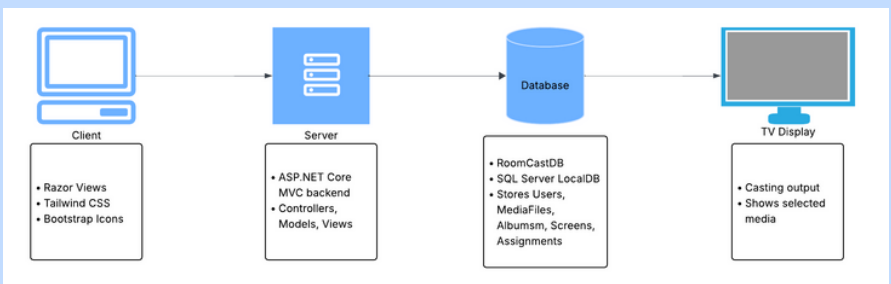 Database
Client
Server
TV Display
• Razor Views
• Tailwind CSS
• Bootstrap Icons
• ASP.NET Core
MVC backend
• Controllers,
Models, Views
• RoomCastDB
• SQL Server LocalDB
• Stores Users,
MediaFiles,
Albumsm, Screens,
Assignments
• Casting output
• Shows selected
media